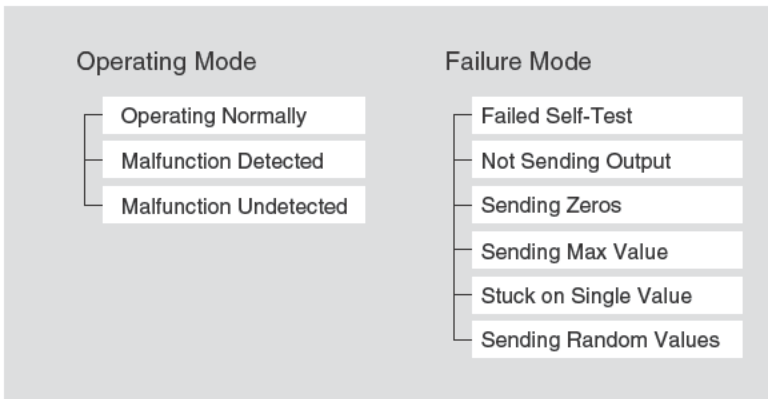 Operating Mode
Operating Normally
Malfunction Detected
Malfunction Undetected
Failure Mode
Failed Self-Test
Not Sending Output
Sending Zeros
Sending Max Value
Stuck on Single Value
Sending Random Values